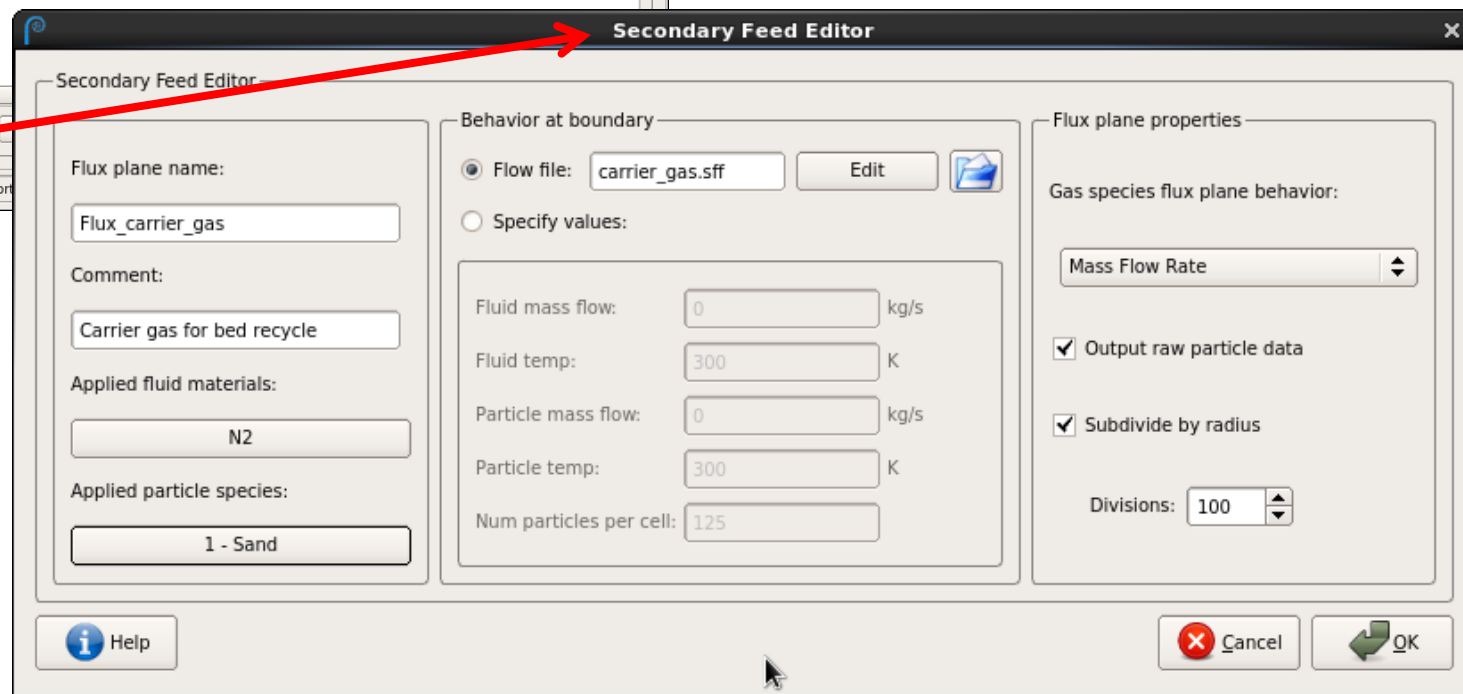 Secondary Feed Editor
Secondary Feed Editor
Flux plane name:
Flux_carrier_gas
Comment:
Carrier gas for bed recycle
Applied fluid materials:
N2
Applied particle species:
1 - Sand
Behavior at boundary
Flow file: carrier_gas.sff Edit
Specify values:
Fluid mass flow: 0 kg/s
Fluid temp: 300 K
Particle mass flow: 0 kg/s
Particle temp: 300 K
Num particles per cell: 125
Flux plane properties
Gas species flux plane behavior:
Mass Flow Rate
Output raw particle data
Subdivide by radius
Divisions: 100
Help
Cancel
OK